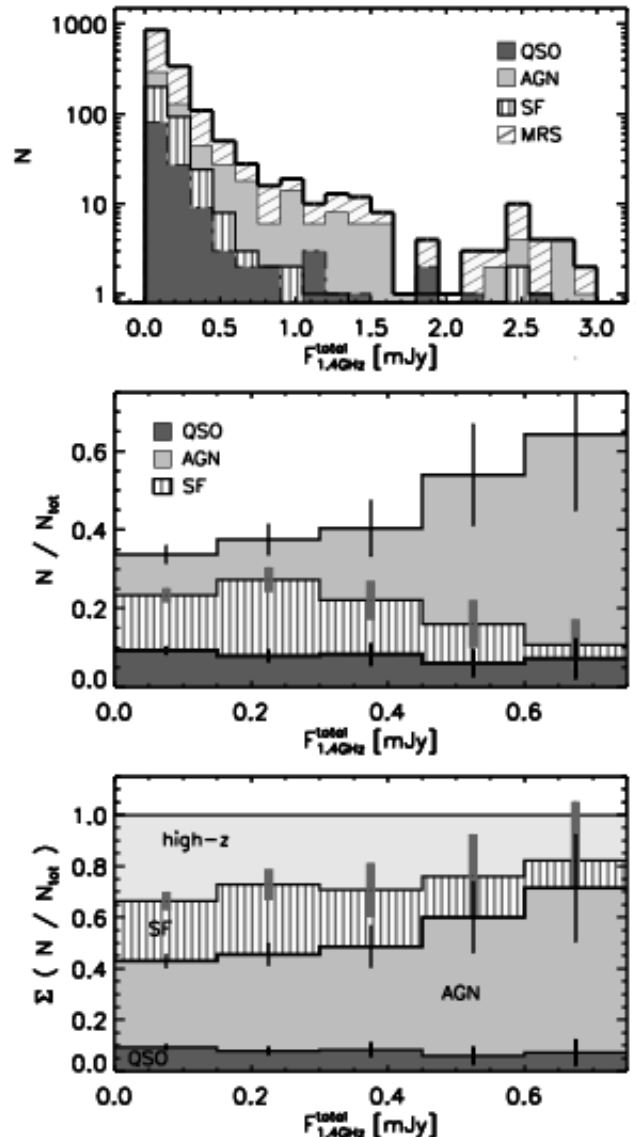 1000
100
10
1
N
QSO
AGN
SF
MRS
0.0 0.5 1.0 1.5 2.0 2.5 3.0
F^total_1.4GHz [mJy]
0.6
0.4
0.2
0.0
N / N_tot
QSO
AGN
SF
0.0 0.2 0.4 0.6
F^total_1.4GHz [mJy]
1.0
0.8
0.6
0.4
0.2
0.0
Σ ( N / N_tot )
high-z
SF
AGN
QSO
0.0 0.2 0.4 0.6
F^total_1.4GHz [mJy]